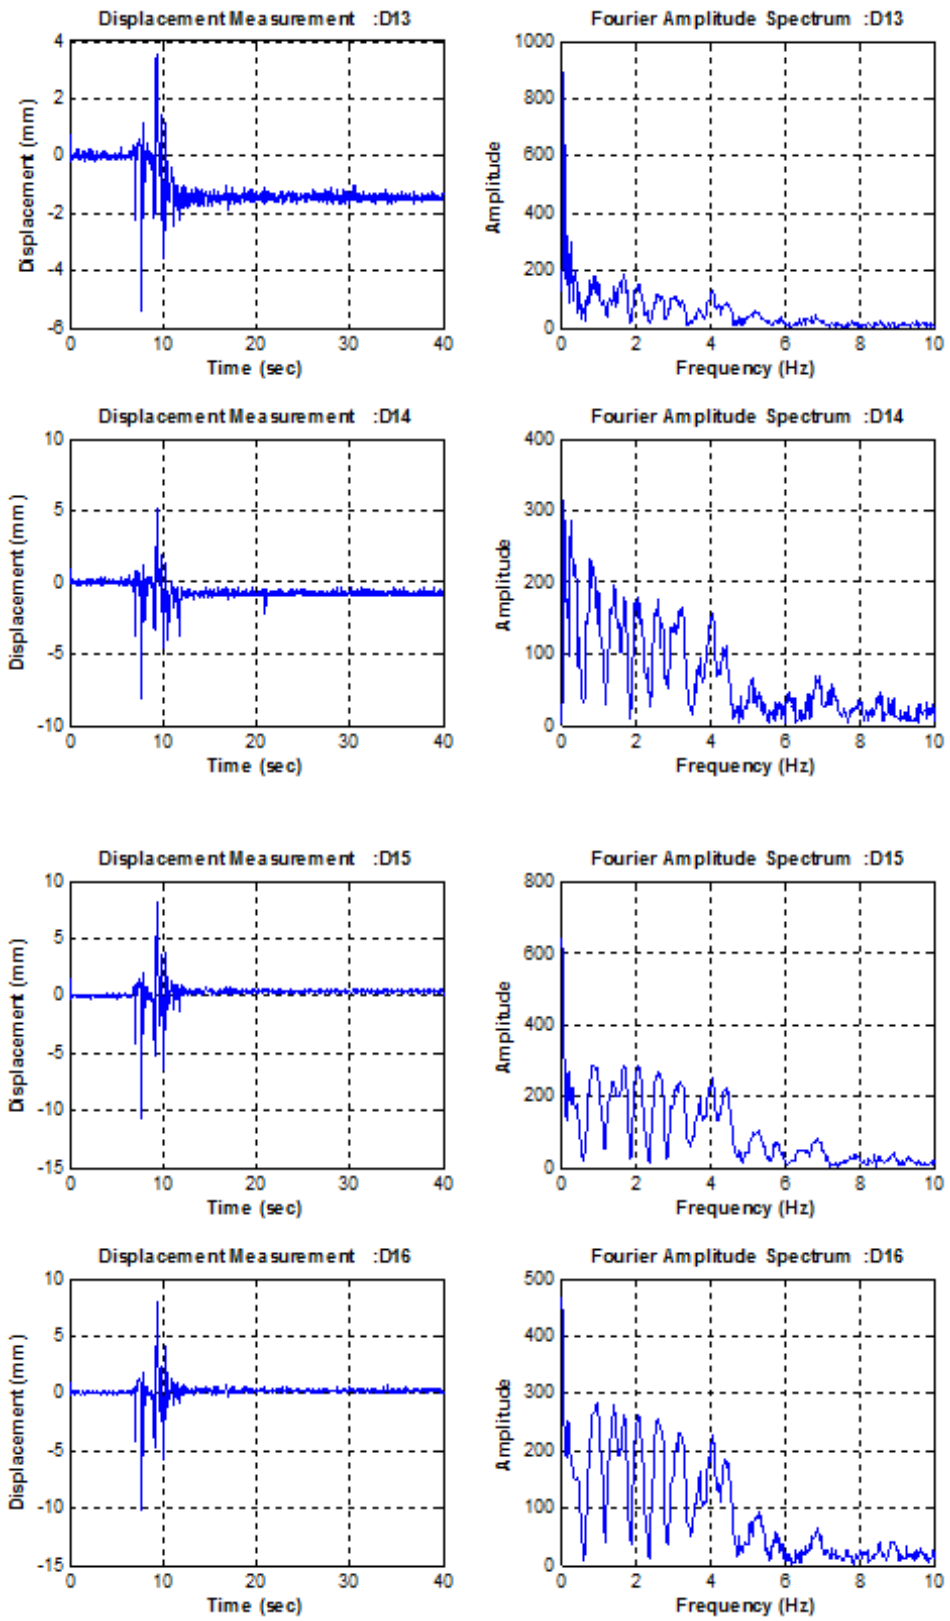 Displacement Measurement :D13
4
2
0
-2
-4
-6
Displacement (mm)
0 10 20 30 40
Time (sec)
Fourier Amplitude Spectrum :D13
1000
800
600
400
200
0
Amplitude
0 2 4 6 8 10
Frequency (Hz)
Displacement Measurement :D14
10
5
0
-5
-10
Displacement (mm)
0 10 20 30 40
Time (sec)
Fourier Amplitude Spectrum :D14
400
300
200
100
0
Amplitude
0 2 4 6 8 10
Frequency (Hz)
Displacement Measurement :D15
10
5
0
-5
-10
-15
Displacement (mm)
0 10 20 30 40
Time (sec)
Fourier Amplitude Spectrum :D15
800
600
400
200
0
Amplitude
0 2 4 6 8 10
Frequency (Hz)
Displacement Measurement :D16
10
5
0
-5
-10
-15
Displacement (mm)
0 10 20 30 40
Time (sec)
Fourier Amplitude Spectrum :D16
500
400
300
200
100
0
Amplitude
0 2 4 6 8 10
Frequency (Hz)